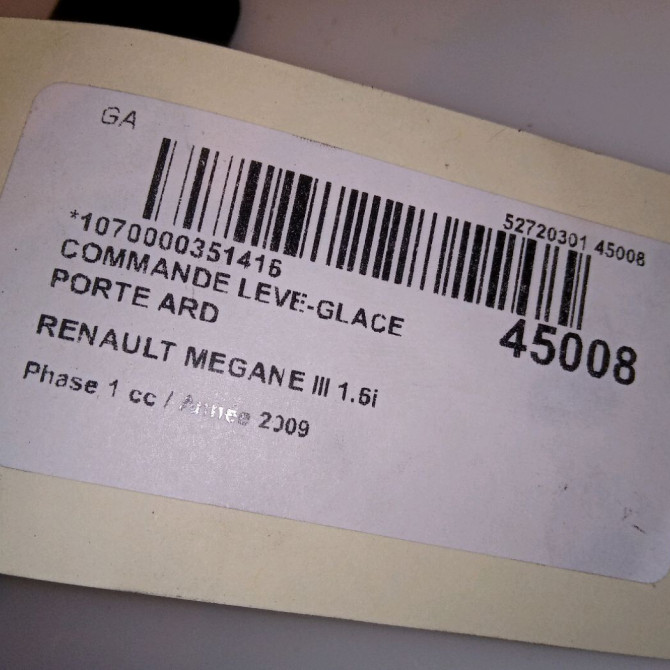 GA
52720301 45008
*1070000351416
45008
COMMANDE LEVE-GLACE
PORTE ARD
RENAULT MEGANE III 1.6i
Phase 1 cc / Année 2009